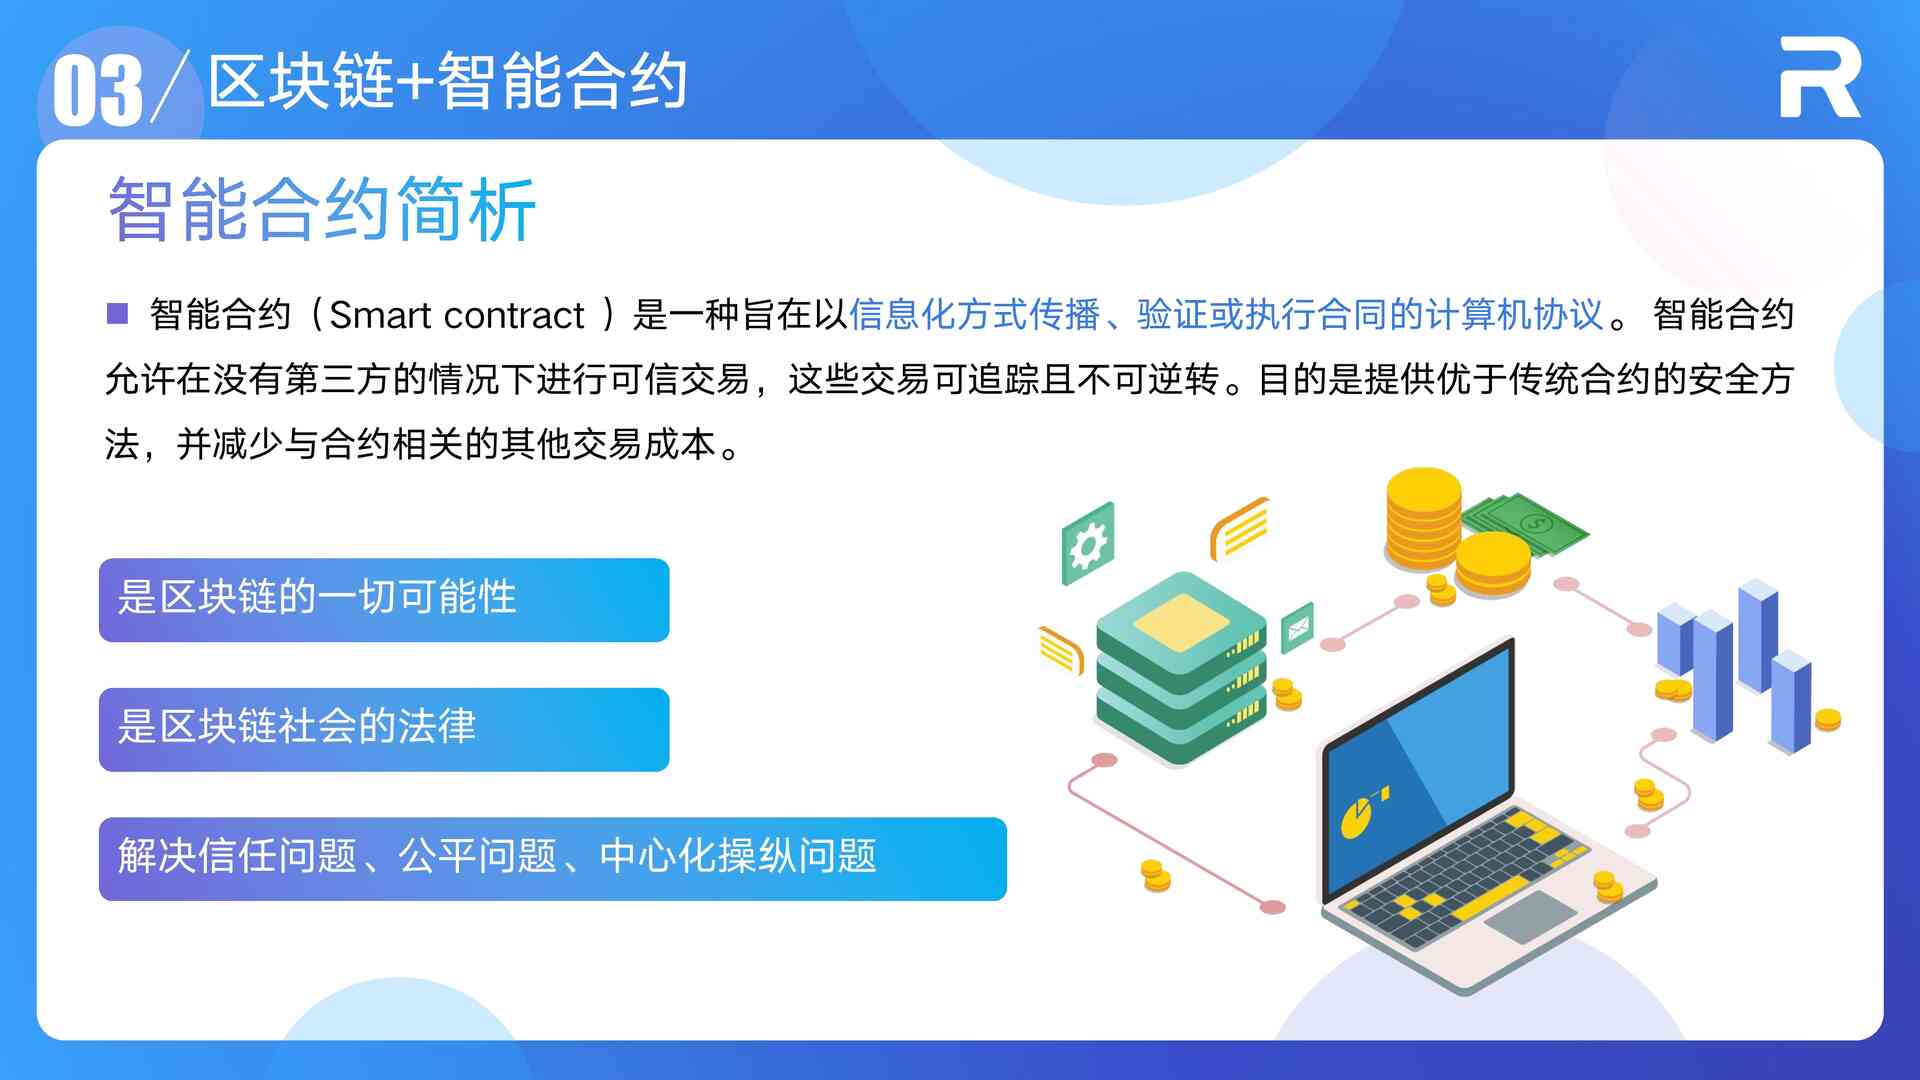 03 区块链+智能合约
R
智能合约简析
智能合约（Smart contract ）是一种旨在以信息化方式传播、验证或执行合同的计算机协议。 智能合约
允许在没有第三方的情况下进行可信交易，这些交易可追踪且不可逆转。目的是提供优于传统合约的安全方
法，并减少与合约相关的其他交易成本。
是区块链的一切可能性
是区块链社会的法律
解决信任问题、公平问题、中心化操纵问题